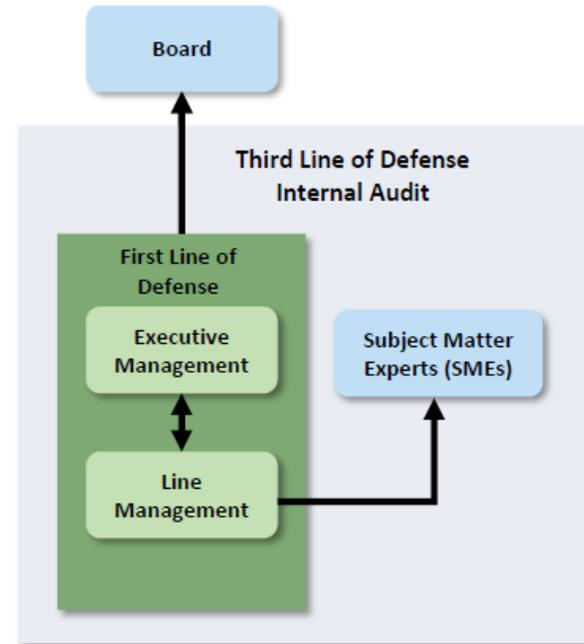 Board
Third Line of Defense
Internal Audit
First Line of
Defense
Executive
Management
Subject Matter
Experts (SMEs)
Line
Management